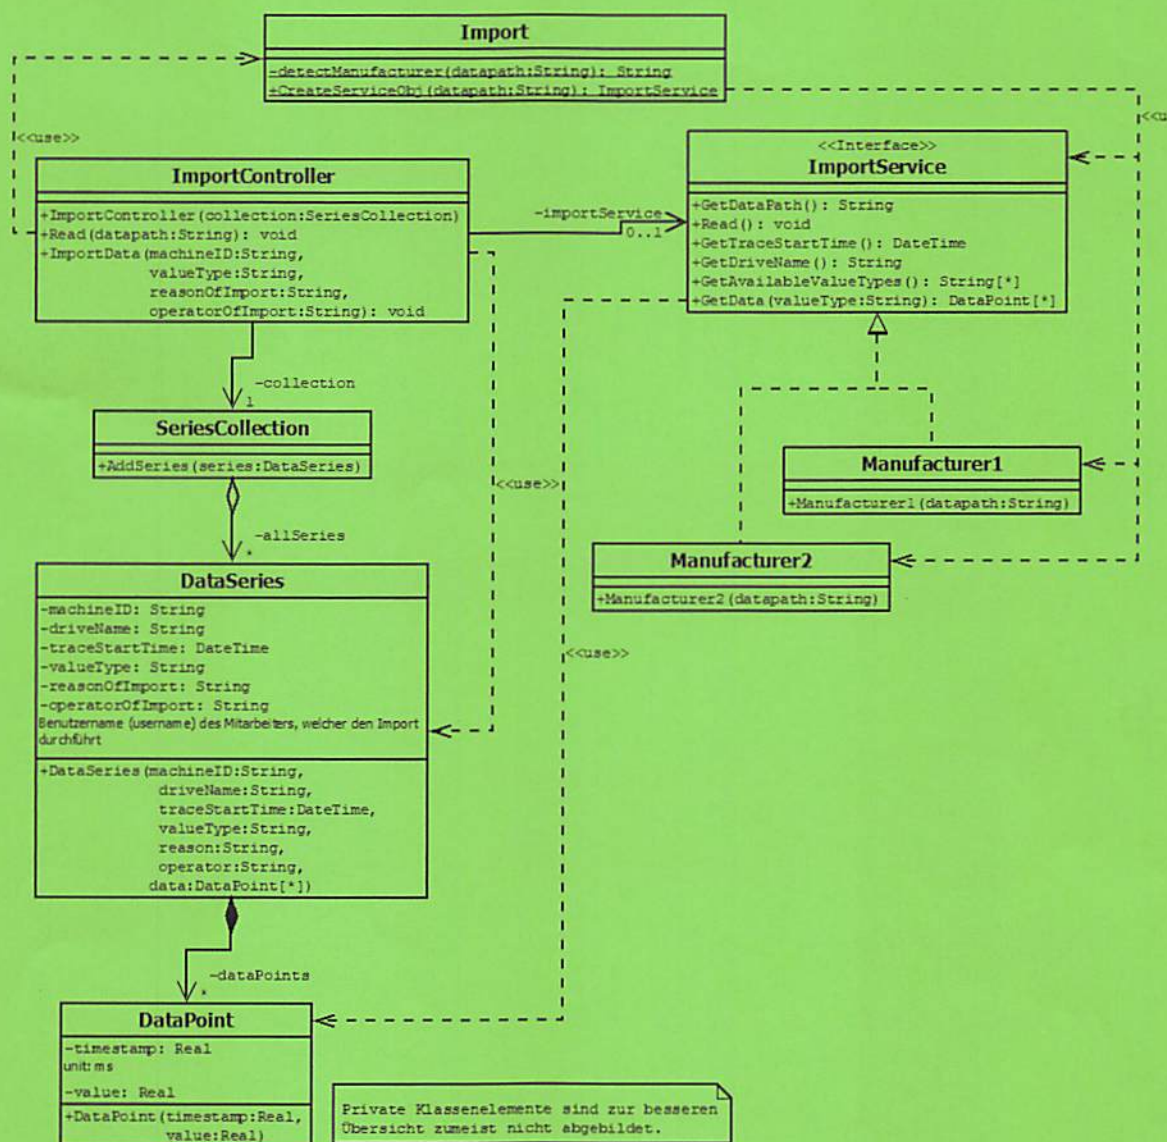 Import
-detectManufacturer(datapath:String): String
+CreateServiceObj(datapath:String): ImportService
<<use>>
<<Interface>>
ImportService
+GetDataPath(): String
+Read(): void
+GetTraceStartTime(): DateTime
+GetDriveName(): String
+GetAvailableValueTypes(): String[*]
+GetData(valueType:String): DataPoint[*]
ImportController
+ImportController(collection:SeriesCollection)
+Read(datapath:String): void
+ImportData(machineID:String,
valueType:String,
reasonOfImport:String,
operatorOfImport:String): void
-importService
0..1
-collection
1
SeriesCollection
+AddSeries(series:DataSeries)
<<use>>
-allSeries
*
Manufacturer1
+Manufacturer1(datapath:String)
Manufacturer2
+Manufacturer2(datapath:String)
<<use>>
DataSeries
-machineID: String
-driveName: String
-traceStartTime: DateTime
-valueType: String
-reasonOfImport: String
-operatorOfImport: String
Benutzername (username) des Mitarbeiters, welcher den Import
durchführt
+DataSeries(machineID:String,
driveName:String,
traceStartTime:DateTime,
valueType:String,
reason:String,
operator:String,
data:DataPoint[*])
-dataPoints
*
DataPoint
-timestamp: Real
unit: ms
-value: Real
+DataPoint(timestamp:Real,
value:Real)
Private Klassenelemente sind zur besseren
Übersicht zumeist nicht abgebildet.